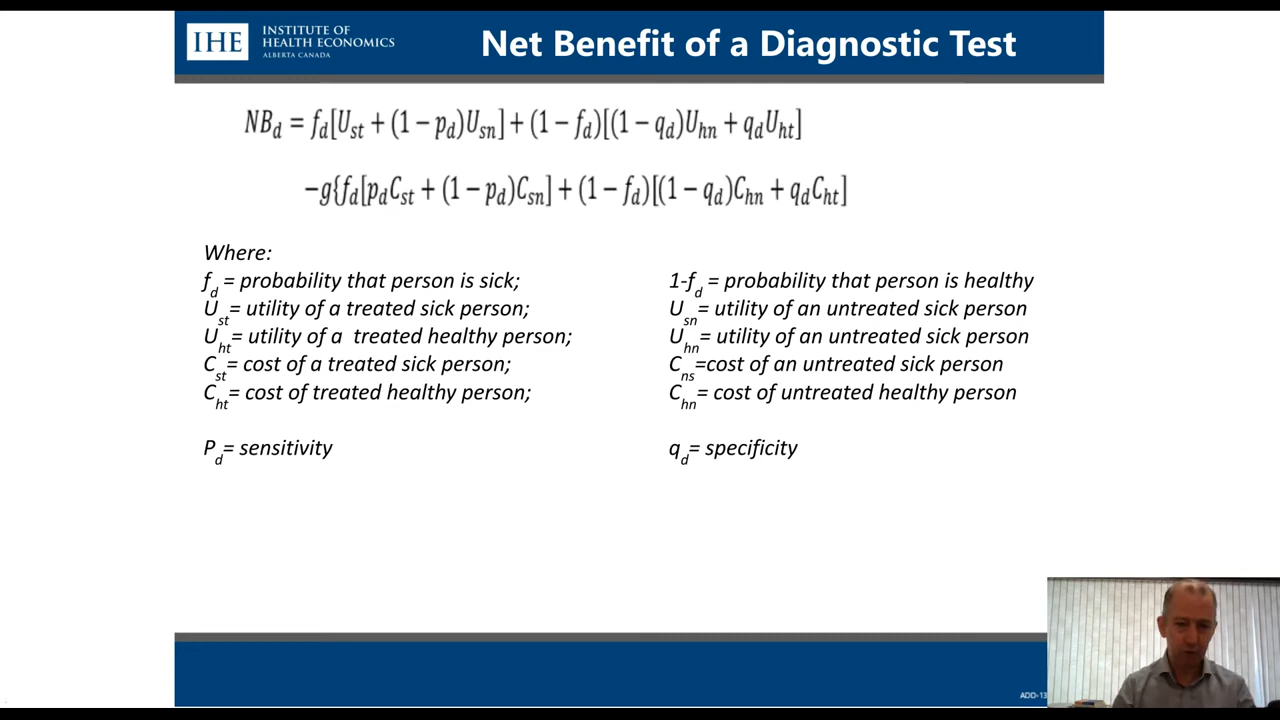 IHE
INSTITUTE OF
HEALTH ECONOMICS
ALBERTA CANADA
Net Benefit of a Diagnostic Test
NB_d = f_d[U_st + (1 − p_d)U_sn] + (1 − f_d)[(1 − q_d)U_hn + q_dU_ht]
−g{f_d[p_dC_st + (1 − p_d)C_sn] + (1 − f_d)[(1 − q_d)C_hn + q_dC_ht]
Where:
f_d = probability that person is sick; 1-f_d = probability that person is healthy
U_st= utility of a treated sick person; U_sn= utility of an untreated sick person
U_ht= utility of a treated healthy person; U_hn= utility of an untreated sick person
C_st= cost of a treated sick person; C_ns=cost of an untreated sick person
C_ht= cost of treated healthy person; C_hn= cost of untreated healthy person
P_d= sensitivity q_d= specificity
ADD-13